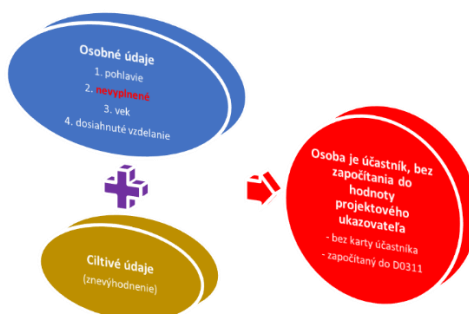 Osobné údaje
1. pohlavie
2. nevyplnené
3. vek
4. dosiahnuté vzdelanie
Ciltivé údaje
(znevýhodnenie)
Osoba je účastník, bez
započítania do
hodnoty
projektového
ukazovateľa
- bez karty účastníka
- započítaný do D0311